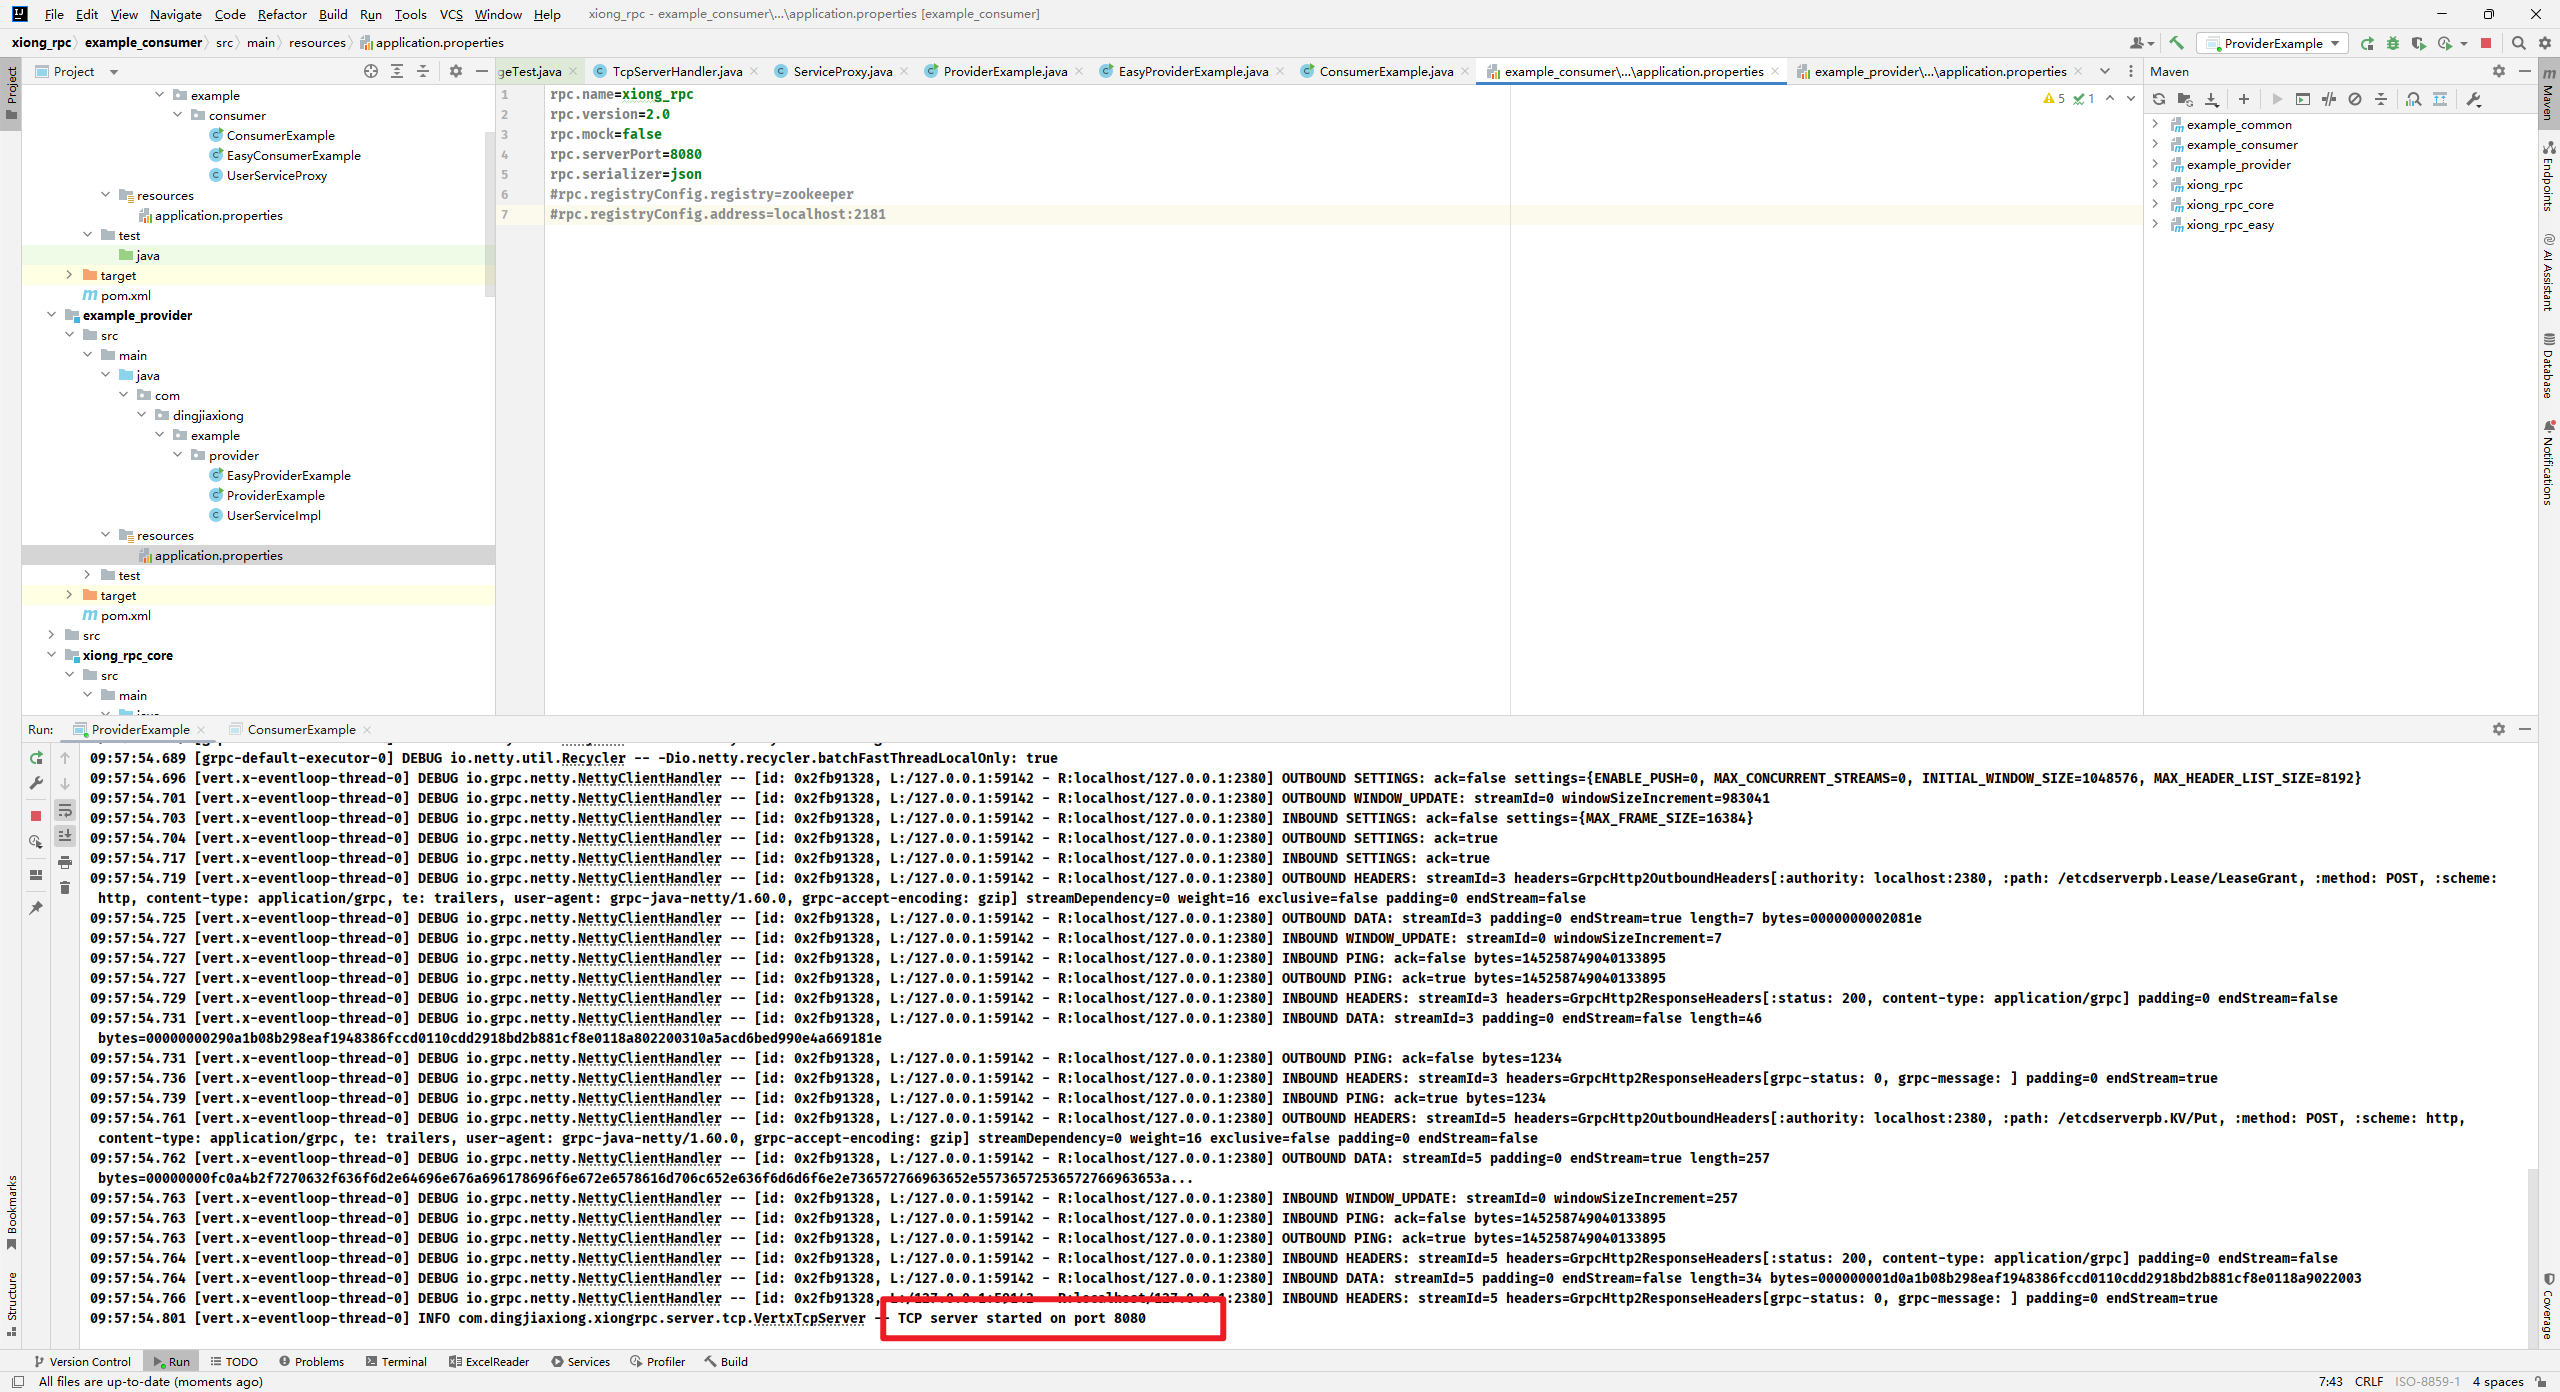 File Edit View Navigate Code Refactor Build Run Tools VCS Window Help xiong_rpc - example_consumer\...\application.properties [example_consumer]
xiong_rpc example_consumer src main resources application.properties ProviderExample
Project geTest.java TcpServerHandler.java ServiceProxy.java ProviderExample.java EasyProviderExample.java ConsumerExample.java example_consumer\...\application.properties example_provider\...\application.properties Maven
example
consumer
ConsumerExample
EasyConsumerExample
UserServiceProxy
resources
application.properties
test
java
target
pom.xml
example_provider
src
main
java
com
dingjiaxiong
example
provider
EasyProviderExample
ProviderExample
UserServiceImpl
resources
application.properties
test
target
pom.xml
src
xiong_rpc_core
src
main
1 rpc.name=xiong_rpc
2 rpc.version=2.0
3 rpc.mock=false
4 rpc.serverPort=8080
5 rpc.serializer=json
6 #rpc.registryConfig.registry=zookeeper
7 #rpc.registryConfig.address=localhost:2181
5 1
example_common
example_consumer
example_provider
xiong_rpc
xiong_rpc_core
xiong_rpc_easy
Project
Bookmarks
Structure
Maven
Endpoints
AI Assistant
Database
Notifications
Coverage
Run: ProviderExample ConsumerExample
09:57:54.689 [grpc-default-executor-0] DEBUG io.netty.util.Recycler -- -Dio.netty.recycler.batchFastThreadLocalOnly: true
09:57:54.696 [vert.x-eventloop-thread-0] DEBUG io.grpc.netty.NettyClientHandler -- [id: 0x2fb91328, L:/127.0.0.1:59142 - R:localhost/127.0.0.1:2380] OUTBOUND SETTINGS: ack=false settings={ENABLE_PUSH=0, MAX_CONCURRENT_STREAMS=0, INITIAL_WINDOW_SIZE=1048576, MAX_HEADER_LIST_SIZE=8192}
09:57:54.701 [vert.x-eventloop-thread-0] DEBUG io.grpc.netty.NettyClientHandler -- [id: 0x2fb91328, L:/127.0.0.1:59142 - R:localhost/127.0.0.1:2380] OUTBOUND WINDOW_UPDATE: streamId=0 windowSizeIncrement=983041
09:57:54.703 [vert.x-eventloop-thread-0] DEBUG io.grpc.netty.NettyClientHandler -- [id: 0x2fb91328, L:/127.0.0.1:59142 - R:localhost/127.0.0.1:2380] INBOUND SETTINGS: ack=false settings={MAX_FRAME_SIZE=16384}
09:57:54.704 [vert.x-eventloop-thread-0] DEBUG io.grpc.netty.NettyClientHandler -- [id: 0x2fb91328, L:/127.0.0.1:59142 - R:localhost/127.0.0.1:2380] OUTBOUND SETTINGS: ack=true
09:57:54.717 [vert.x-eventloop-thread-0] DEBUG io.grpc.netty.NettyClientHandler -- [id: 0x2fb91328, L:/127.0.0.1:59142 - R:localhost/127.0.0.1:2380] INBOUND SETTINGS: ack=true
09:57:54.719 [vert.x-eventloop-thread-0] DEBUG io.grpc.netty.NettyClientHandler -- [id: 0x2fb91328, L:/127.0.0.1:59142 - R:localhost/127.0.0.1:2380] OUTBOUND HEADERS: streamId=3 headers=GrpcHttp2OutboundHeaders[:authority: localhost:2380, :path: /etcdserverpb.Lease/LeaseGrant, :method: POST, :scheme:
http, content-type: application/grpc, te: trailers, user-agent: grpc-java-netty/1.60.0, grpc-accept-encoding: gzip] streamDependency=0 weight=16 exclusive=false padding=0 endStream=false
09:57:54.725 [vert.x-eventloop-thread-0] DEBUG io.grpc.netty.NettyClientHandler -- [id: 0x2fb91328, L:/127.0.0.1:59142 - R:localhost/127.0.0.1:2380] OUTBOUND DATA: streamId=3 padding=0 endStream=true length=7 bytes=0000000002081e
09:57:54.727 [vert.x-eventloop-thread-0] DEBUG io.grpc.netty.NettyClientHandler -- [id: 0x2fb91328, L:/127.0.0.1:59142 - R:localhost/127.0.0.1:2380] INBOUND WINDOW_UPDATE: streamId=0 windowSizeIncrement=7
09:57:54.727 [vert.x-eventloop-thread-0] DEBUG io.grpc.netty.NettyClientHandler -- [id: 0x2fb91328, L:/127.0.0.1:59142 - R:localhost/127.0.0.1:2380] INBOUND PING: ack=false bytes=145258749040133895
09:57:54.727 [vert.x-eventloop-thread-0] DEBUG io.grpc.netty.NettyClientHandler -- [id: 0x2fb91328, L:/127.0.0.1:59142 - R:localhost/127.0.0.1:2380] OUTBOUND PING: ack=true bytes=145258749040133895
09:57:54.729 [vert.x-eventloop-thread-0] DEBUG io.grpc.netty.NettyClientHandler -- [id: 0x2fb91328, L:/127.0.0.1:59142 - R:localhost/127.0.0.1:2380] INBOUND HEADERS: streamId=3 headers=GrpcHttp2ResponseHeaders[:status: 200, content-type: application/grpc] padding=0 endStream=false
09:57:54.731 [vert.x-eventloop-thread-0] DEBUG io.grpc.netty.NettyClientHandler -- [id: 0x2fb91328, L:/127.0.0.1:59142 - R:localhost/127.0.0.1:2380] INBOUND DATA: streamId=3 padding=0 endStream=false length=46
bytes=00000000290a1b08b298eaf1948386fccd0110cdd2918bd2b881cf8e0118a802200310a5acd6bed990e4a669181e
09:57:54.731 [vert.x-eventloop-thread-0] DEBUG io.grpc.netty.NettyClientHandler -- [id: 0x2fb91328, L:/127.0.0.1:59142 - R:localhost/127.0.0.1:2380] OUTBOUND PING: ack=false bytes=1234
09:57:54.736 [vert.x-eventloop-thread-0] DEBUG io.grpc.netty.NettyClientHandler -- [id: 0x2fb91328, L:/127.0.0.1:59142 - R:localhost/127.0.0.1:2380] INBOUND HEADERS: streamId=3 headers=GrpcHttp2ResponseHeaders[grpc-status: 0, grpc-message: ] padding=0 endStream=true
09:57:54.739 [vert.x-eventloop-thread-0] DEBUG io.grpc.netty.NettyClientHandler -- [id: 0x2fb91328, L:/127.0.0.1:59142 - R:localhost/127.0.0.1:2380] INBOUND PING: ack=true bytes=1234
09:57:54.761 [vert.x-eventloop-thread-0] DEBUG io.grpc.netty.NettyClientHandler -- [id: 0x2fb91328, L:/127.0.0.1:59142 - R:localhost/127.0.0.1:2380] OUTBOUND HEADERS: streamId=5 headers=GrpcHttp2OutboundHeaders[:authority: localhost:2380, :path: /etcdserverpb.KV/Put, :method: POST, :scheme: http,
content-type: application/grpc, te: trailers, user-agent: grpc-java-netty/1.60.0, grpc-accept-encoding: gzip] streamDependency=0 weight=16 exclusive=false padding=0 endStream=false
09:57:54.762 [vert.x-eventloop-thread-0] DEBUG io.grpc.netty.NettyClientHandler -- [id: 0x2fb91328, L:/127.0.0.1:59142 - R:localhost/127.0.0.1:2380] OUTBOUND DATA: streamId=5 padding=0 endStream=true length=257
bytes=00000000fc0a4b2f7270632f636f6d2e64696e676a696178696f6e672e6578616d706c652e636f6d6d6f6e2e736572766963652e55736572536572766963653a...
09:57:54.763 [vert.x-eventloop-thread-0] DEBUG io.grpc.netty.NettyClientHandler -- [id: 0x2fb91328, L:/127.0.0.1:59142 - R:localhost/127.0.0.1:2380] INBOUND WINDOW_UPDATE: streamId=0 windowSizeIncrement=257
09:57:54.763 [vert.x-eventloop-thread-0] DEBUG io.grpc.netty.NettyClientHandler -- [id: 0x2fb91328, L:/127.0.0.1:59142 - R:localhost/127.0.0.1:2380] INBOUND PING: ack=false bytes=145258749040133895
09:57:54.763 [vert.x-eventloop-thread-0] DEBUG io.grpc.netty.NettyClientHandler -- [id: 0x2fb91328, L:/127.0.0.1:59142 - R:localhost/127.0.0.1:2380] OUTBOUND PING: ack=true bytes=145258749040133895
09:57:54.764 [vert.x-eventloop-thread-0] DEBUG io.grpc.netty.NettyClientHandler -- [id: 0x2fb91328, L:/127.0.0.1:59142 - R:localhost/127.0.0.1:2380] INBOUND HEADERS: streamId=5 headers=GrpcHttp2ResponseHeaders[:status: 200, content-type: application/grpc] padding=0 endStream=false
09:57:54.764 [vert.x-eventloop-thread-0] DEBUG io.grpc.netty.NettyClientHandler -- [id: 0x2fb91328, L:/127.0.0.1:59142 - R:localhost/127.0.0.1:2380] INBOUND DATA: streamId=5 padding=0 endStream=false length=34 bytes=000000001d0a1b08b298eaf1948386fccd0110cdd2918bd2b881cf8e0118a9022003
09:57:54.766 [vert.x-eventloop-thread-0] DEBUG io.grpc.netty.NettyClientHandler -- [id: 0x2fb91328, L:/127.0.0.1:59142 - R:localhost/127.0.0.1:2380] INBOUND HEADERS: streamId=5 headers=GrpcHttp2ResponseHeaders[grpc-status: 0, grpc-message: ] padding=0 endStream=true
09:57:54.801 [vert.x-eventloop-thread-0] INFO com.dingjiaxiong.xiongrpc.server.tcp.VertxTcpServer -- TCP server started on port 8080
Version Control Run TODO Problems Terminal ExcelReader Services Profiler Build
All files are up-to-date (moments ago) 7:43 CRLF ISO-8859-1 4 spaces